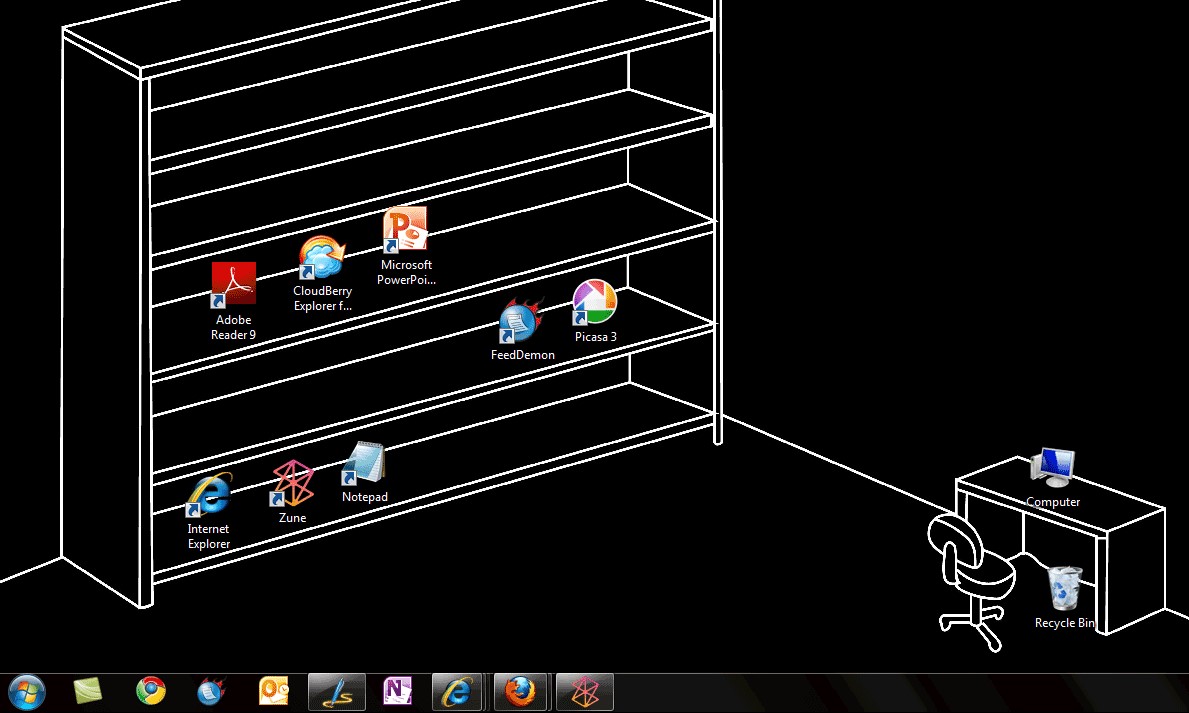 Microsoft
PowerPoi...
CloudBerry
Explorer f...
Adobe
Reader 9
Picasa 3
FeedDemon
Notepad
Zune
Internet
Explorer
Computer
Recycle Bin